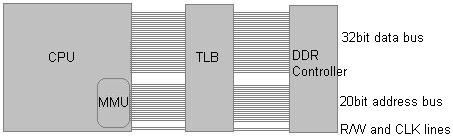 CPU
TLB
DDR
Controller
32bit data bus
MMU
20bit address bus
R/W and CLK lines